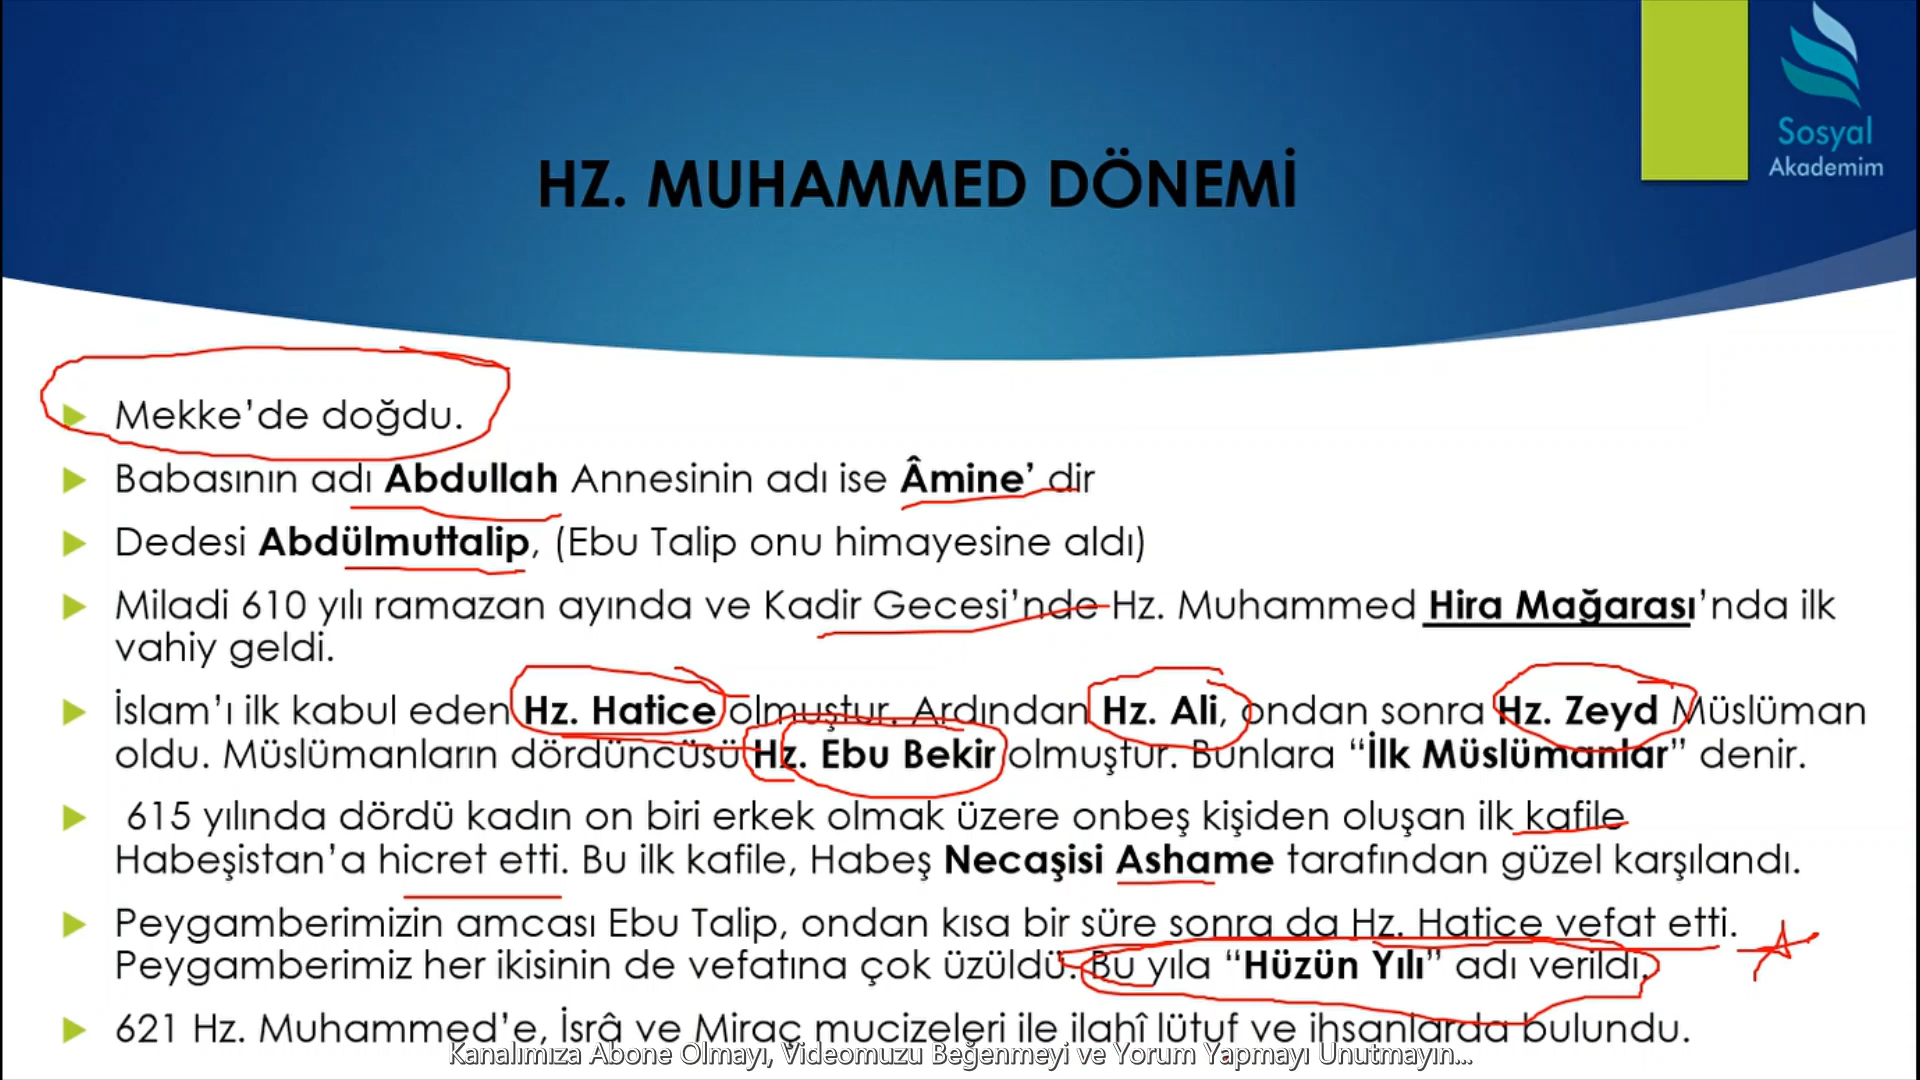 Sosyal
Akademim
HZ. MUHAMMED DÖNEMİ
Mekke’de doğdu.
Babasının adı Abdullah Annesinin adı ise Âmine’ dir
Dedesi Abdülmuttalip, (Ebu Talip onu himayesine aldı)
Miladi 610 yılı ramazan ayında ve Kadir Gecesi’nde Hz. Muhammed Hira Mağarası’nda ilk
vahiy geldi.
İslam’ı ilk kabul eden Hz. Hatice olmuştur. Ardından Hz. Ali, ondan sonra Hz. Zeyd Müslüman
oldu. Müslümanların dördüncüsü Hz. Ebu Bekir olmuştur. Bunlara “İlk Müslümanlar” denir.
615 yılında dördü kadın on biri erkek olmak üzere onbeş kişiden oluşan ilk kafile
Habeşistan’a hicret etti. Bu ilk kafile, Habeş Necaşisi Ashame tarafından güzel karşılandı.
Peygamberimizin amcası Ebu Talip, ondan kısa bir süre sonra da Hz. Hatice vefat etti.
Peygamberimiz her ikisinin de vefatına çok üzüldü. Bu yıla “Hüzün Yılı” adı verildi.
621 Hz. Muhammed’e, İsrâ ve Miraç mucizeleri ile ilahî lütuf ve ihsanlarda bulundu.
Kanalımıza Abone Olmayı, Videomuzu Beğenmeyi ve Yorum Yapmayı Unutmayın...